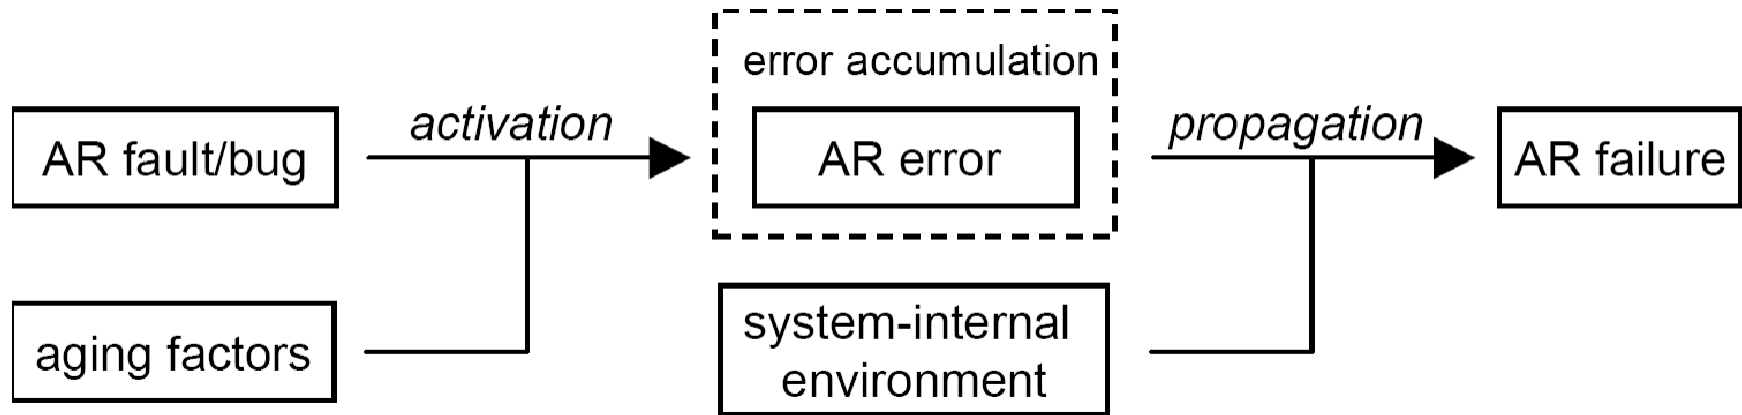 error accumulation
AR fault/bug
activation
AR error
propagation
AR failure
aging factors
system-internal
environment